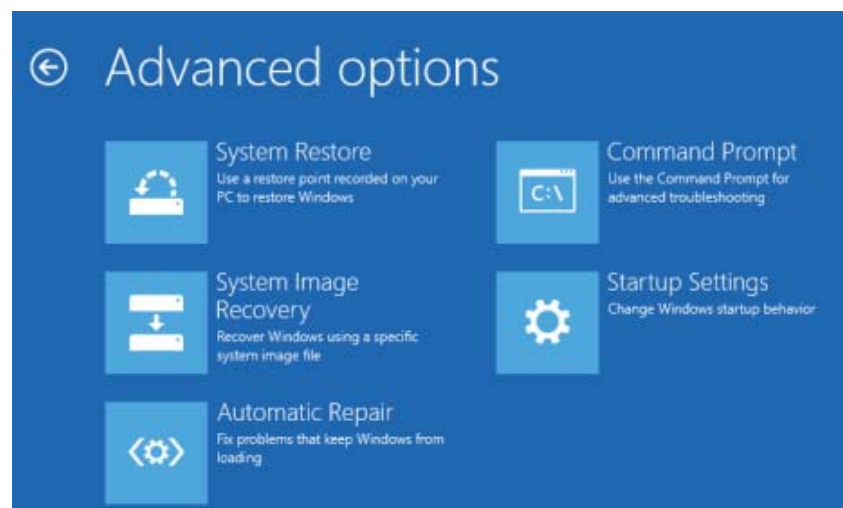 Advanced options
System Restore
Use a restore point recorded on your
PC to restore Windows
System Image
Recovery
Recover Windows using a specific
system image file
Automatic Repair
Fix problems that keep Windows from
loading
C:\
Command Prompt
Use the Command Prompt for
advanced troubleshooting
Startup Settings
Change Windows startup behavior